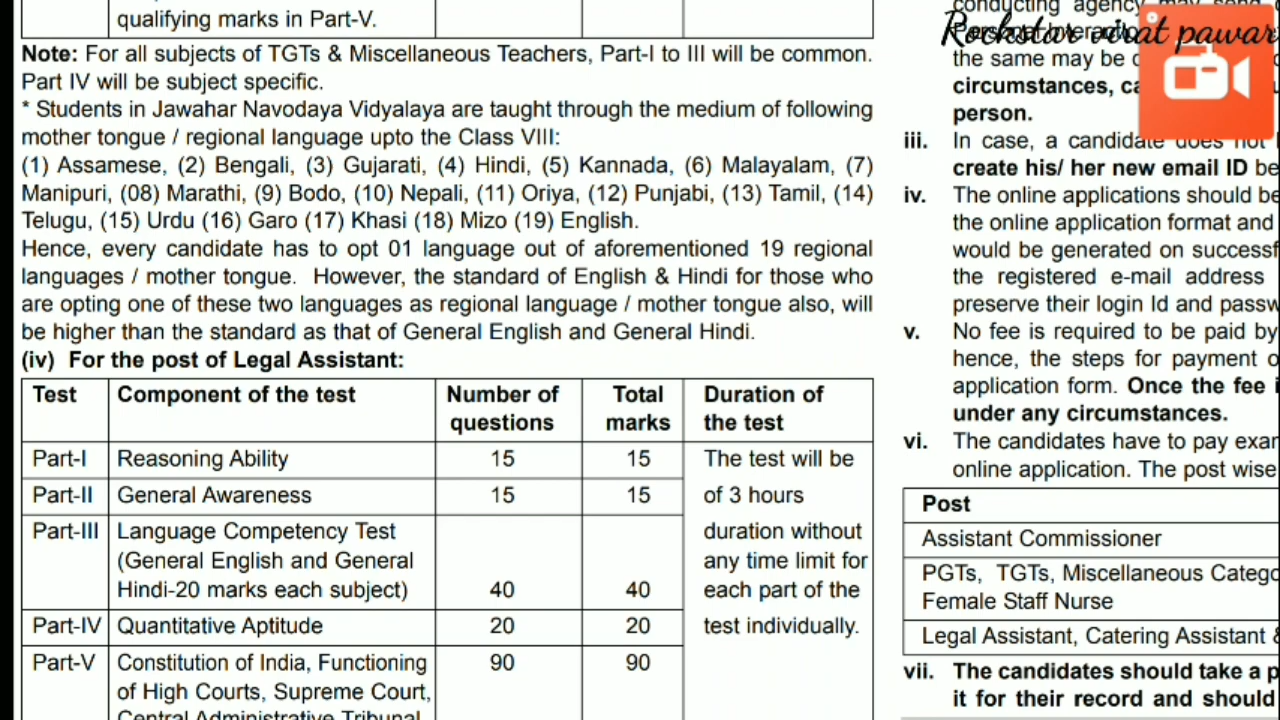 qualifying marks in Part-V.
Note: For all subjects of TGTs & Miscellaneous Teachers, Part-I to III will be common.
Part IV will be subject specific.
* Students in Jawahar Navodaya Vidyalaya are taught through the medium of following
mother tongue / regional language upto the Class VIII:
(1) Assamese, (2) Bengali, (3) Gujarati, (4) Hindi, (5) Kannada, (6) Malayalam, (7)
Manipuri, (08) Marathi, (9) Bodo, (10) Nepali, (11) Oriya, (12) Punjabi, (13) Tamil, (14)
Telugu, (15) Urdu (16) Garo (17) Khasi (18) Mizo (19) English.
Hence, every candidate has to opt 01 language out of aforementioned 19 regional
languages / mother tongue. However, the standard of English & Hindi for those who
are opting one of these two languages as regional language / mother tongue also, will
be higher than the standard as that of General English and General Hindi.
(iv) For the post of Legal Assistant:
Test Component of the test Number of questions Total marks Duration of the test
Part-I Reasoning Ability 15 15 The test will be
Part-II General Awareness 15 15 of 3 hours
Part-III Language Competency Test duration without
(General English and General any time limit for
Hindi-20 marks each subject) 40 40 each part of the
Part-IV Quantitative Aptitude 20 20 test individually.
Part-V Constitution of India, Functioning 90 90
of High Courts, Supreme Court,
Central Administrative Tribunal
conducting agency may send
Rockstar virat pawar
the same may be
circumstances,
person.
iii. In case, a candidate does not
create his/ her new email ID
iv. The online applications should
the online application format and
would be generated on
the registered e-mail address
preserve their login Id and
v. No fee is required to be paid by
hence, the steps for payment
application form. Once the fee
under any circumstances.
vi. The candidates have to pay
online application. The post wise
Post
Assistant Commissioner
PGTs, TGTs, Miscellaneous
Female Staff Nurse
Legal Assistant, Catering Assistant &
vii. The candidates should take a
it for their record and should